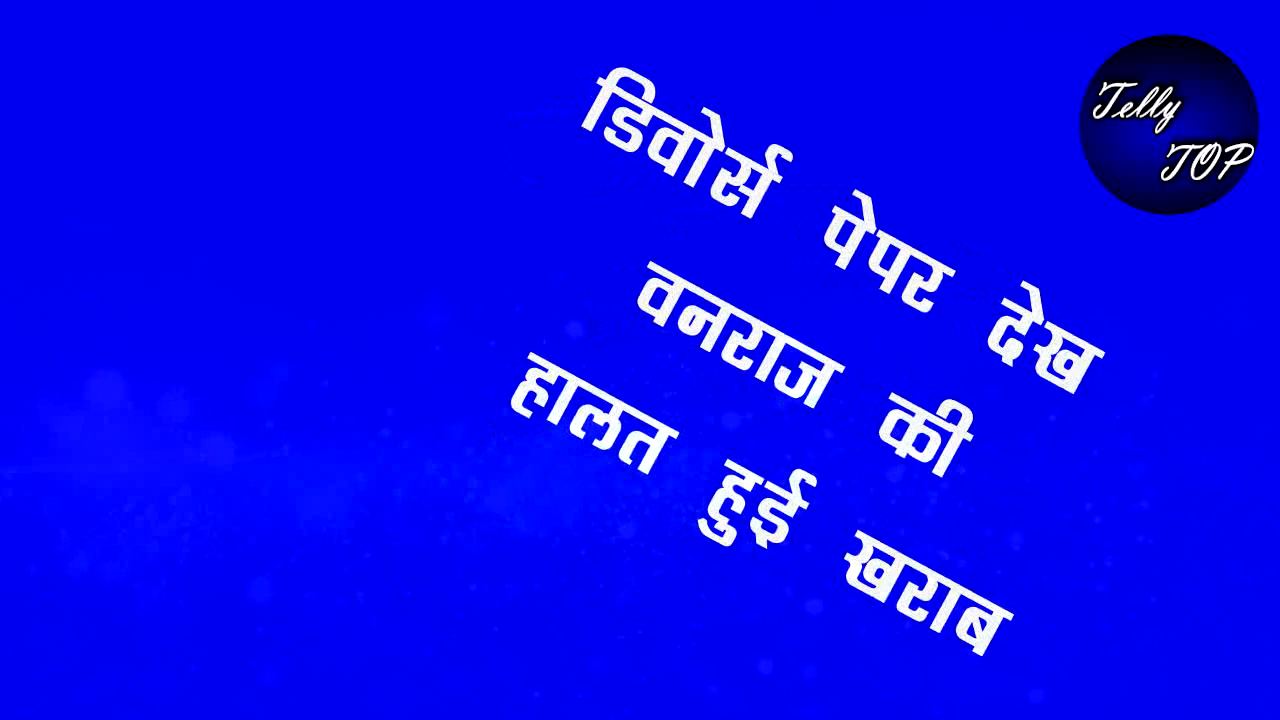 Telly
TOP
डिवोर्स पेपर देख
वनराज की
हालत हुई खराब